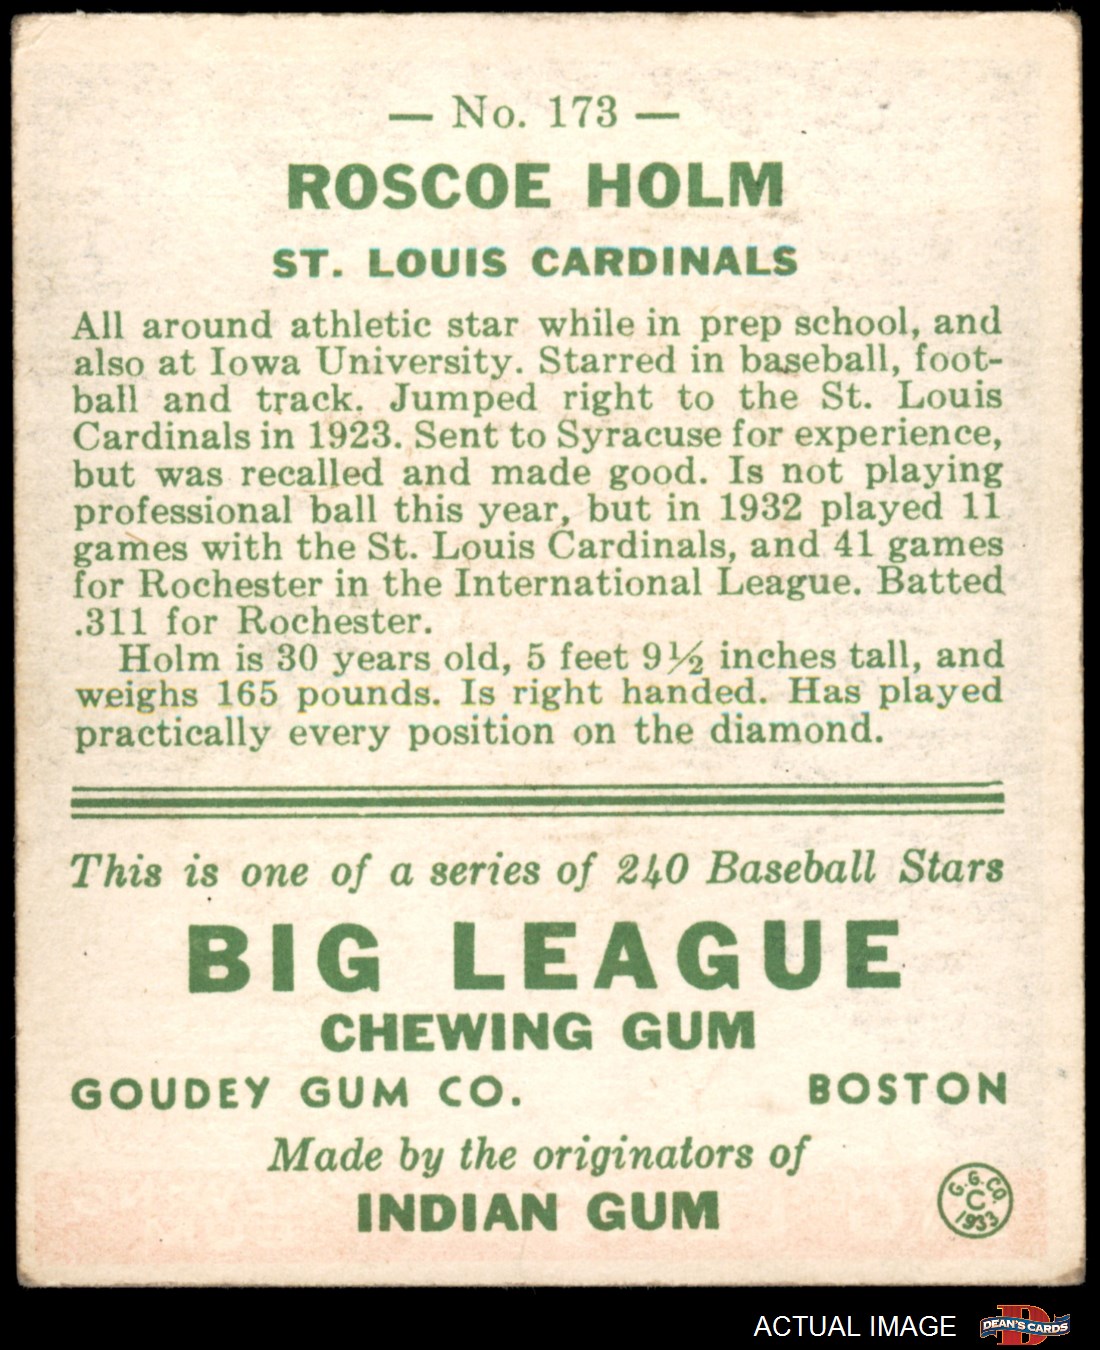 — No. 173 —
ROSCOE HOLM
ST. LOUIS CARDINALS
All around athletic star while in prep school, and
also at Iowa University. Starred in baseball, foot-
ball and track. Jumped right to the St. Louis
Cardinals in 1923. Sent to Syracuse for experience,
but was recalled and made good. Is not playing
professional ball this year, but in 1932 played 11
games with the St. Louis Cardinals, and 41 games
for Rochester in the International League. Batted
.311 for Rochester.
Holm is 30 years old, 5 feet 9½ inches tall, and
weighs 165 pounds. Is right handed. Has played
practically every position on the diamond.
This is one of a series of 240 Baseball Stars
BIG LEAGUE
CHEWING GUM
GOUDEY GUM CO. BOSTON
Made by the originators of
INDIAN GUM
G.G.CO.
C
1933
ACTUAL IMAGE
D
DEAN'S CARDS